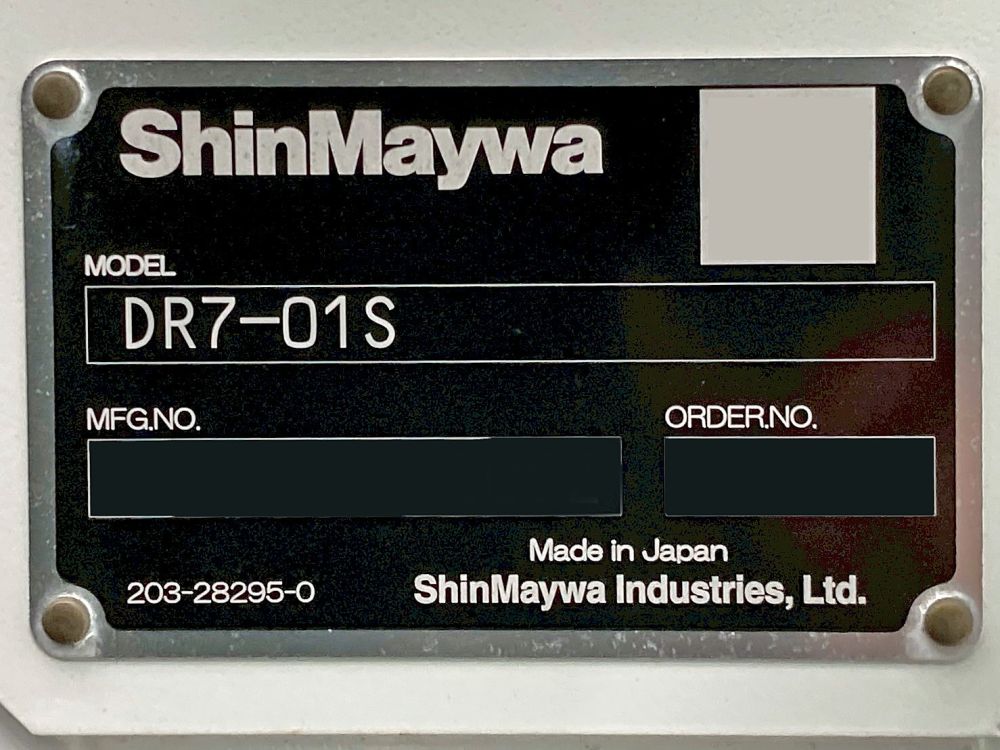 ShinMaywa
MODEL
DR7-01S
MFG.NO. ORDER.NO.
Made in Japan
203-28295-0 ShinMaywa Industries, Ltd.